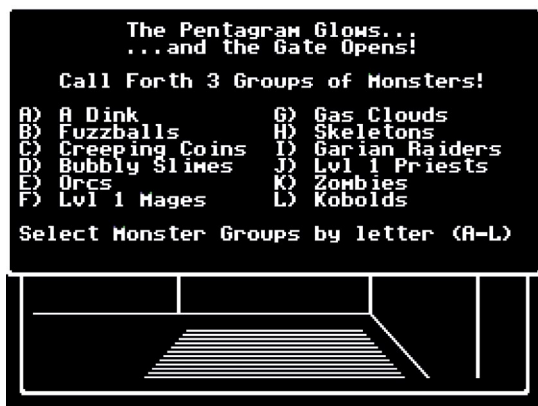 The Pentagram Glows...
...and the Gate Opens!
Call Forth 3 Groups of Monsters!
A) A Dink G) Gas Clouds
B) Fuzzballs H) Skeletons
C) Creeping Coins I) Garian Raiders
D) Bubbly Slimes J) Lvl 1 Priests
E) Orcs K) Zombies
F) Lvl 1 Mages L) Kobolds
Select Monster Groups by letter (A-L)